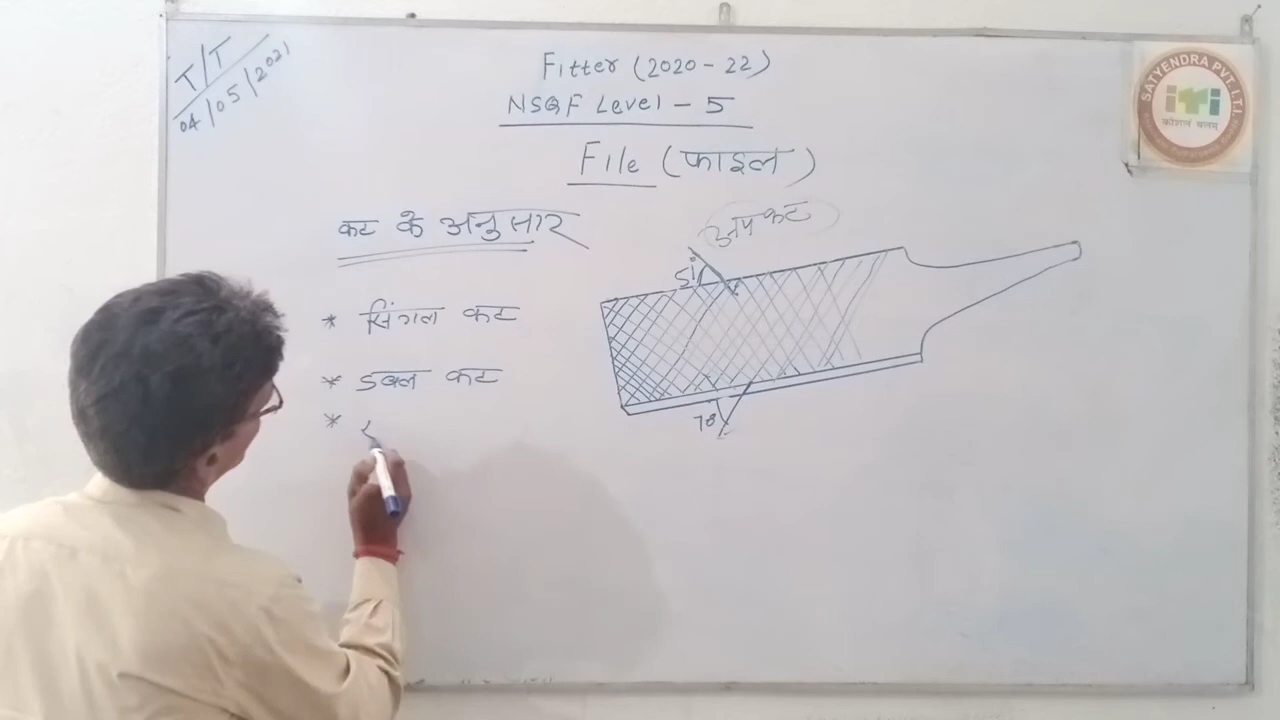 T/T
04/05/2021
Fitter (2020-22)
NSQF Level - 5
File (फाइल)
कट के अनुसार
* सिंगल कट
* डबल कट
*
अपकट
51°
70°
SATYENDRA PVT. I.T.I.
iTi
कौशलं बलम्